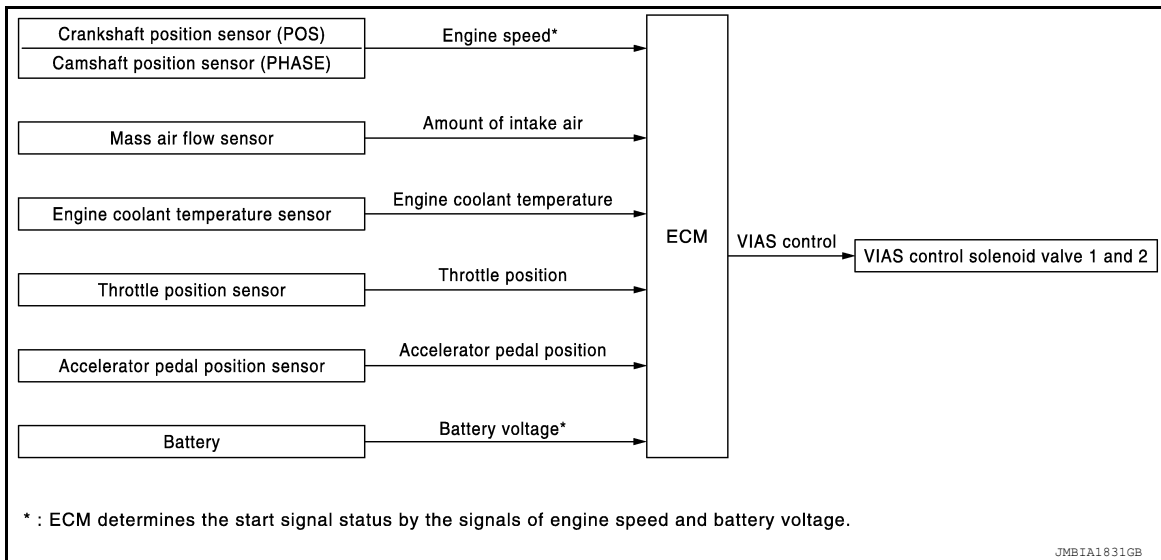 Crankshaft position sensor (POS)
Engine speed*
Camshaft position sensor (PHASE)
Mass air flow sensor
Amount of intake air
Engine coolant temperature sensor
Engine coolant temperature
ECM
VIAS control
VIAS control solenoid valve 1 and 2
Throttle position sensor
Throttle position
Accelerator pedal position sensor
Accelerator pedal position
Battery
Battery voltage*
* : ECM determines the start signal status by the signals of engine speed and battery voltage.
JMBIA1831GB